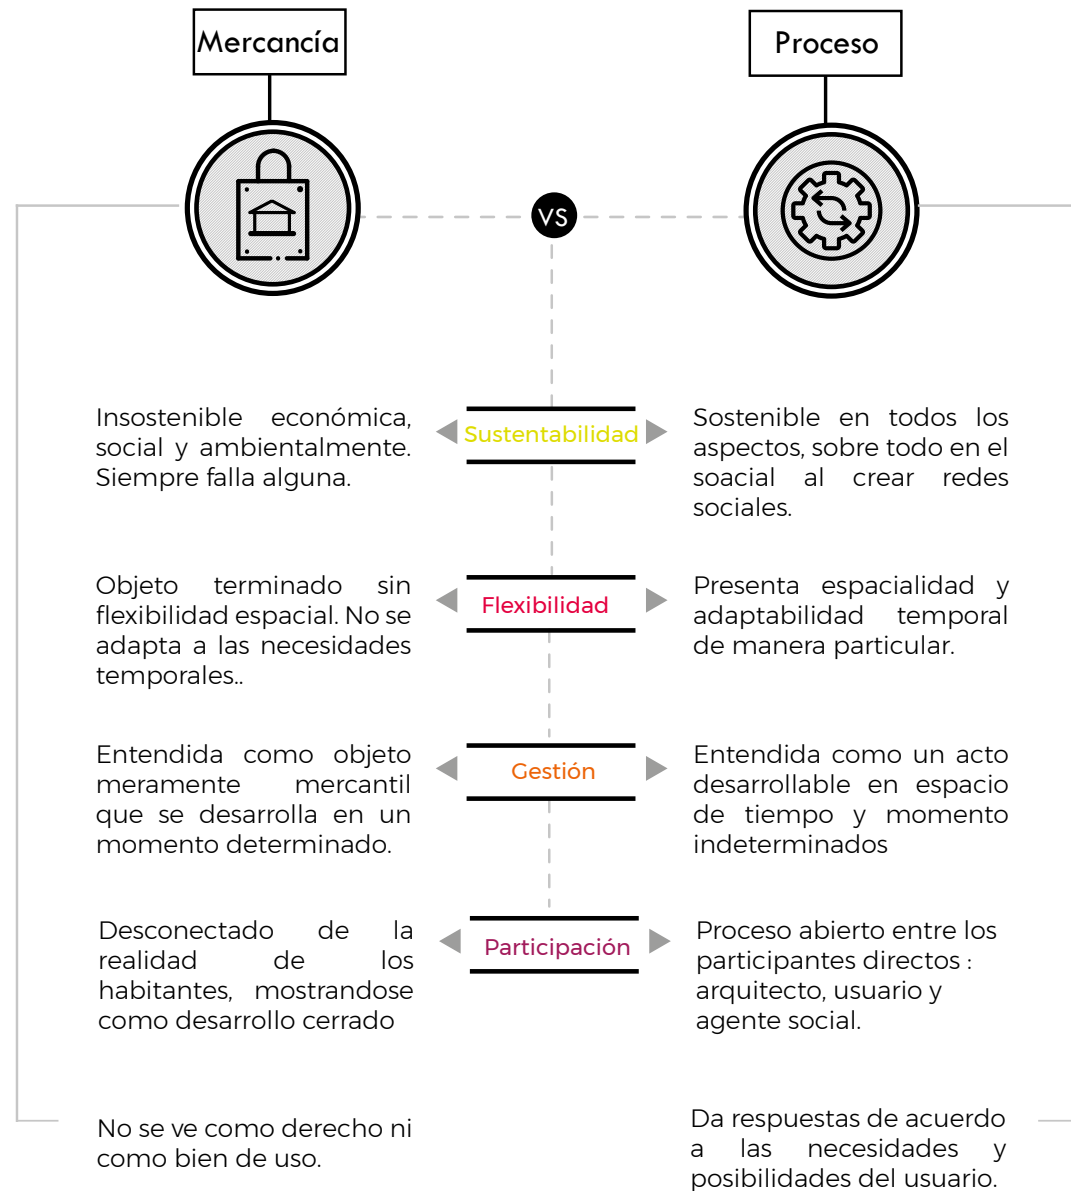 Mercancía
Proceso
VS
Insostenible económica,
social y ambientalmente.
Siempre falla alguna.
Sustentabilidad
Sostenible en todos los
aspectos, sobre todo en el
soacial al crear redes
sociales.
Objeto terminado sin
flexibilidad espacial. No se
adapta a las necesidades
temporales..
Flexibilidad
Presenta espacialidad y
adaptabilidad temporal
de manera particular.
Entendida como objeto
meramente mercantil
que se desarrolla en un
momento determinado.
Gestión
Entendida como un acto
desarrollable en espacio
de tiempo y momento
indeterminados
Desconectado de la
realidad de los
habitantes, mostrandose
como desarrollo cerrado
Participación
Proceso abierto entre los
participantes directos :
arquitecto, usuario y
agente social.
No se ve como derecho ni
como bien de uso.
Da respuestas de acuerdo
a las necesidades y
posibilidades del usuario.